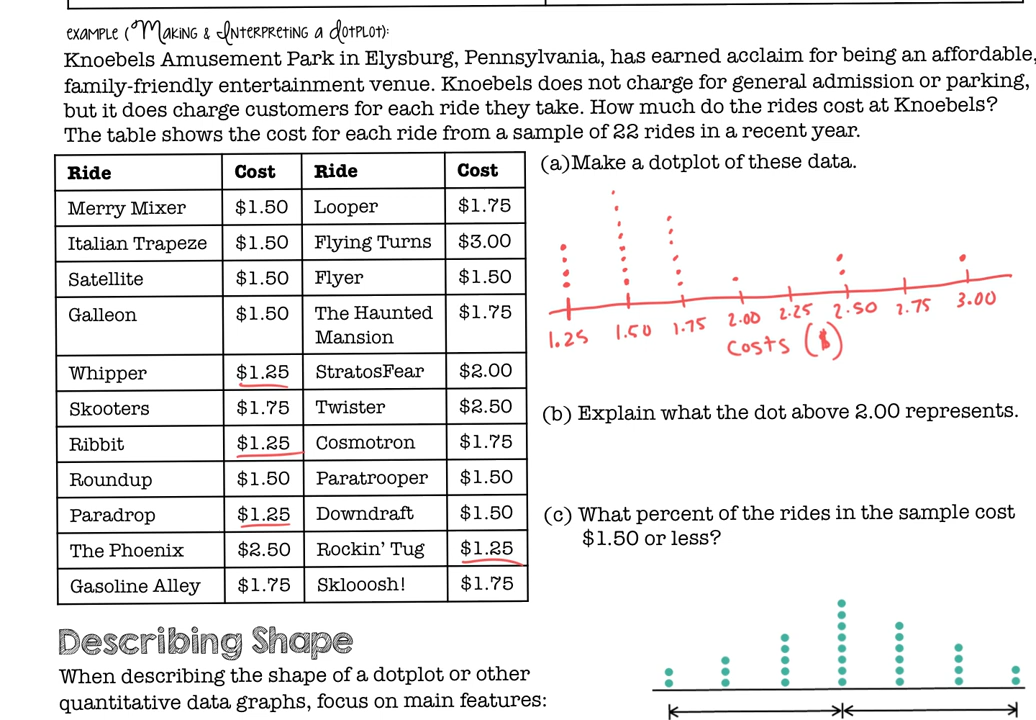 example (Making & Interpreting a Dotplot):
Knoebels Amusement Park in Elysburg, Pennsylvania, has earned acclaim for being an affordable,
family-friendly entertainment venue. Knoebels does not charge for general admission or parking,
but it does charge customers for each ride they take. How much do the rides cost at Knoebels?
The table shows the cost for each ride from a sample of 22 rides in a recent year.
Ride Cost Ride Cost
Merry Mixer $1.50 Looper $1.75
Italian Trapeze $1.50 Flying Turns $3.00
Satellite $1.50 Flyer $1.50
Galleon $1.50 The Haunted $1.75
Mansion
Whipper $1.25 StratosFear $2.00
Skooters $1.75 Twister $2.50
Ribbit $1.25 Cosmotron $1.75
Roundup $1.50 Paratrooper $1.50
Paradrop $1.25 Downdraft $1.50
The Phoenix $2.50 Rockin' Tug $1.25
Gasoline Alley $1.75 Sklooosh! $1.75
(a) Make a dotplot of these data.
1.25 1.50 1.75 2.00 2.25 2.50 2.75 3.00
Costs ($)
(b) Explain what the dot above 2.00 represents.
(c) What percent of the rides in the sample cost
$1.50 or less?
Describing Shape
When describing the shape of a dotplot or other
quantitative data graphs, focus on main features: